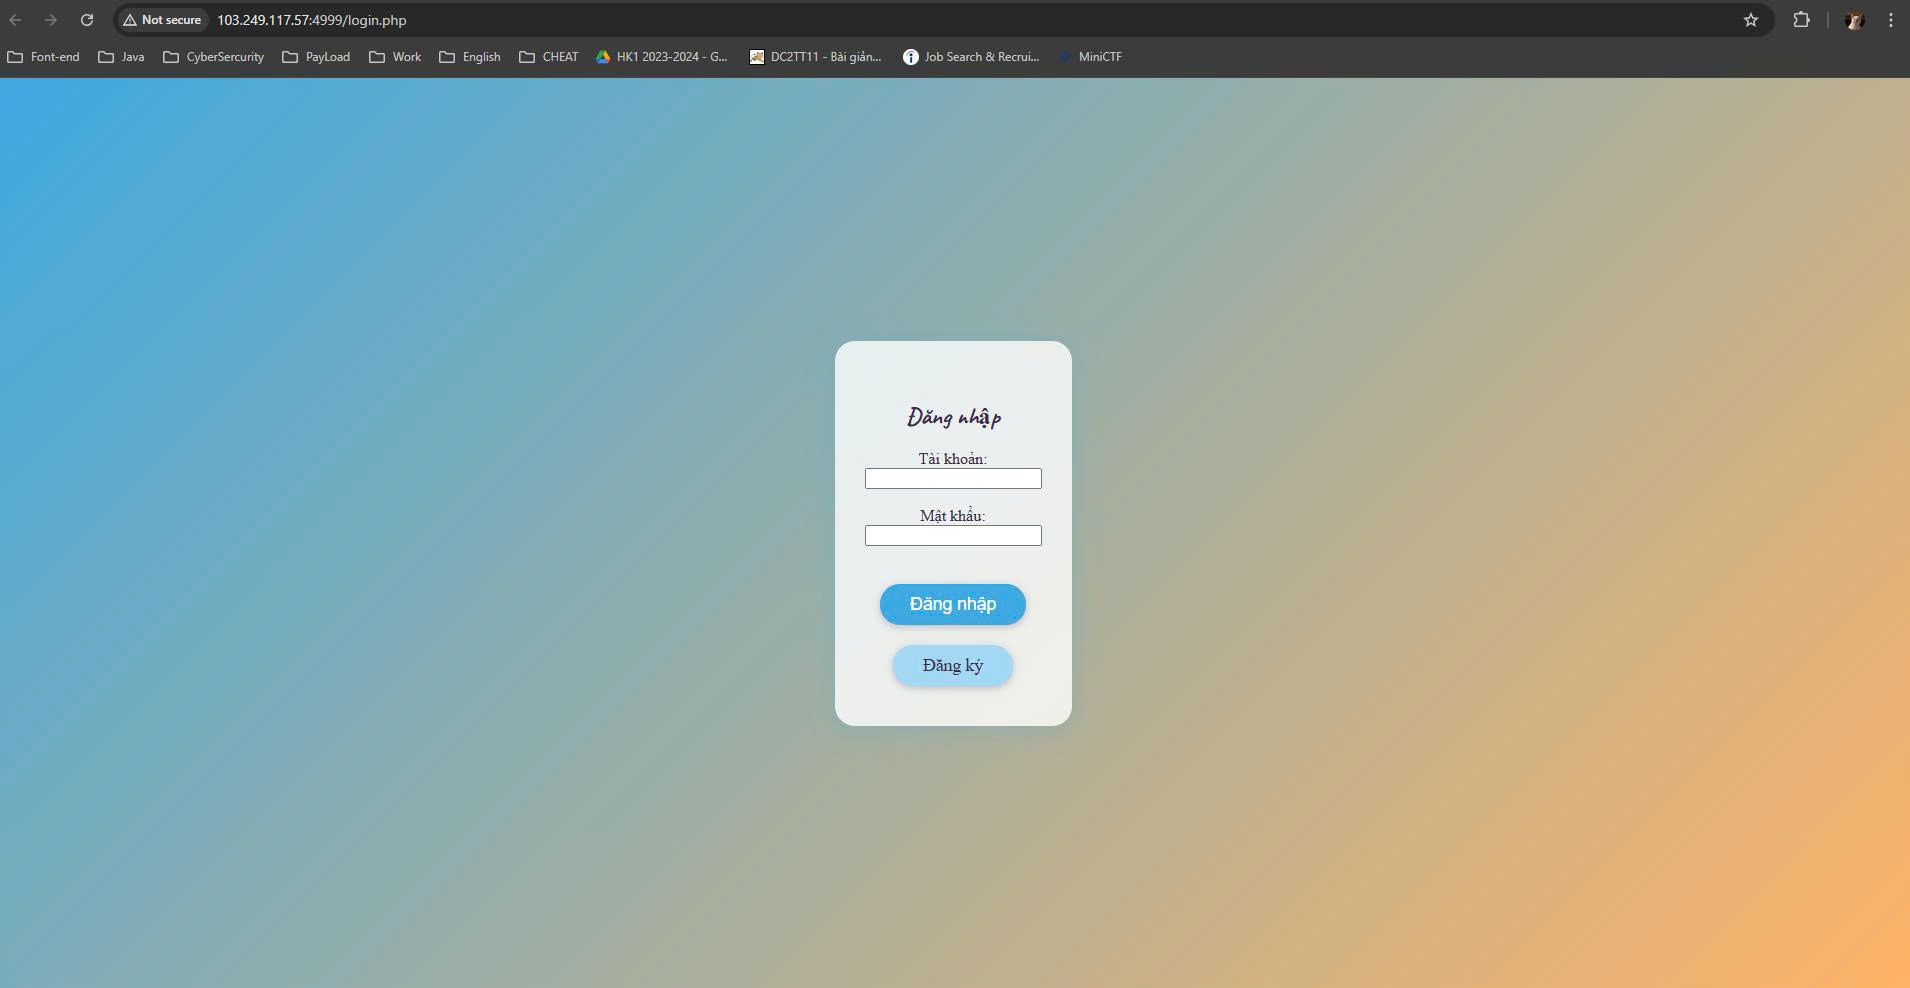 Not secure 103.249.117.57:4999/login.php
Font-end Java CyberSercurity PayLoad Work English CHEAT HK1 2023-2024 - G... DC2TT11 - Bài giản... Job Search & Recrui... MiniCTF
Đăng nhập
Tài khoản:
Mật khẩu:
Đăng nhập
Đăng ký